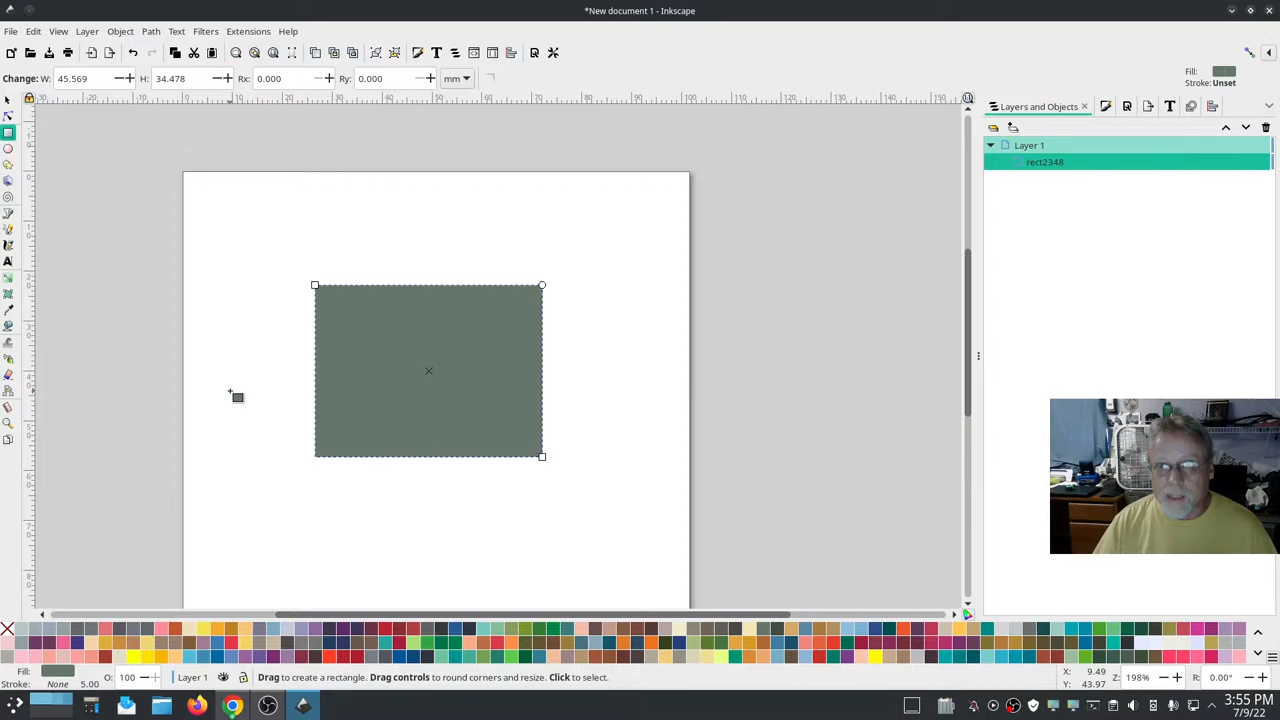 *New document 1 - Inkscape
File Edit View Layer Object Path Text Filters Extensions Help
Change: W: 45.569 H: 34.478 Rx: 0.000 Ry: 0.000 mm
Fill:
Stroke: Unset
Layers and Objects
Layer 1
rect2348
Fill:
Stroke: None 5.00
O: 100
Layer 1
Drag to create a rectangle. Drag controls to round corners and resize. Click to select.
X: 9.49
Y: 43.97
Z: 198%
R: 0.00°
3:55 PM
7/9/22